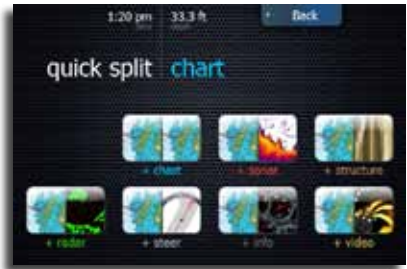 1:20 pm 33.3 ft Back
quick split chart
+ chart + sonar + structure
+ radar + steer + info + video